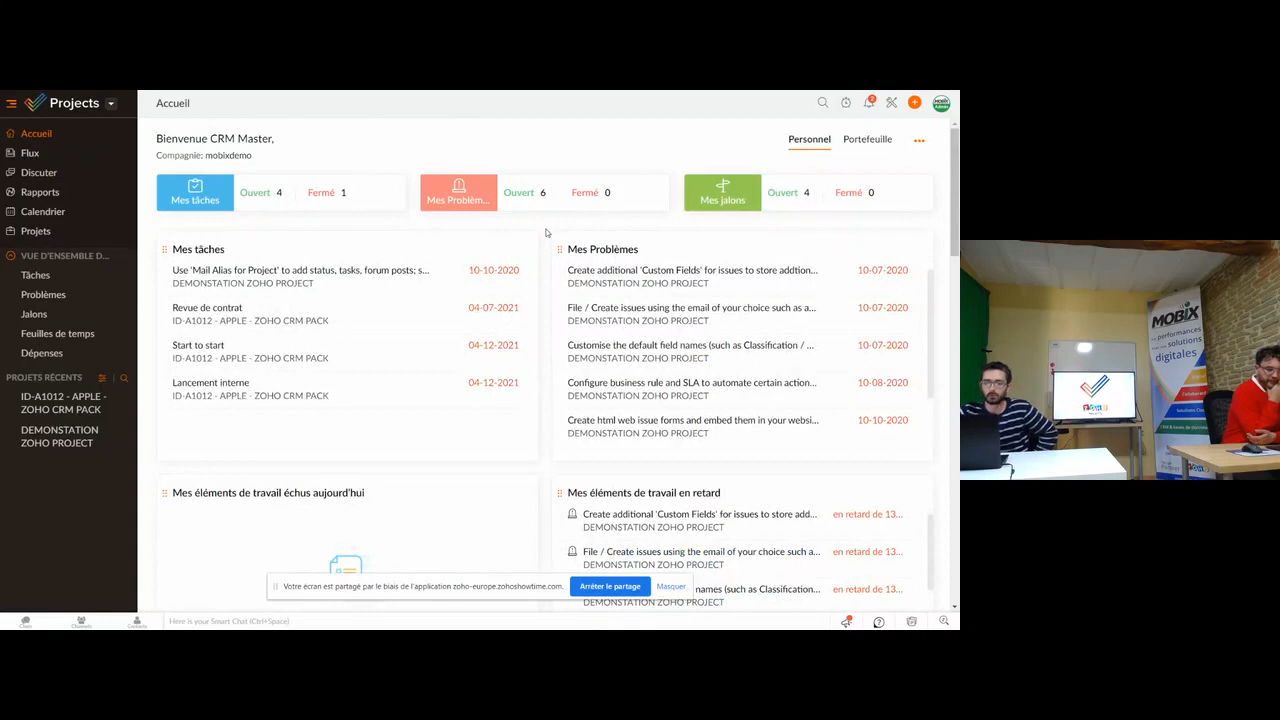 Projects
Accueil
Flux
Discuter
Rapports
Calendrier
Projets
VUE D'ENSEMBLE D...
Tâches
Problèmes
Jalons
Feuilles de temps
Dépenses
PROJETS RÉCENTS
ID-A1012 - APPLE -
ZOHO CRM PACK
DEMONSTATION
ZOHO PROJECT
Accueil
Bienvenue CRM Master,
Compagnie: mobixdemo
Personnel
Portefeuille
Mes tâches
Ouvert 4
Fermé 1
Mes Problèm...
Ouvert 6
Fermé 0
Mes jalons
Ouvert 4
Fermé 0
Mes tâches
Use 'Mail Alias for Project' to add status, tasks, forum posts; s... 10-10-2020
DEMONSTATION ZOHO PROJECT
Revue de contrat 04-07-2021
ID-A1012 - APPLE - ZOHO CRM PACK
Start to start 04-12-2021
ID-A1012 - APPLE - ZOHO CRM PACK
Lancement interne 04-12-2021
ID-A1012 - APPLE - ZOHO CRM PACK
Mes Problèmes
Create additional 'Custom Fields' for issues to store addtion... 10-07-2020
DEMONSTATION ZOHO PROJECT
File / Create issues using the email of your choice such as a... 10-07-2020
DEMONSTATION ZOHO PROJECT
Customise the default field names (such as Classification / ... 10-07-2020
DEMONSTATION ZOHO PROJECT
Configure business rule and SLA to automate certain action... 10-08-2020
DEMONSTATION ZOHO PROJECT
Create html web issue forms and embed them in your websi... 10-10-2020
DEMONSTATION ZOHO PROJECT
Mes éléments de travail échus aujourd'hui
Mes éléments de travail en retard
Create additional 'Custom Fields' for issues to store add... en retard de 13...
DEMONSTATION ZOHO PROJECT
File / Create issues using the email of your choice such a... en retard de 13...
DEMONSTATION ZOHO PROJECT
names (such as Classification... en retard de 13...
DEMONSTATION ZOHO PROJECT
Votre écran est partagé par le biais de l'application zoho-europe.zohoshowtime.com.
Arrêter le partage
Masquer
Chats
Channels
Contacts
Here is your Smart Chat (Ctrl+Space)
MOBIX
performances
solutions
digitales